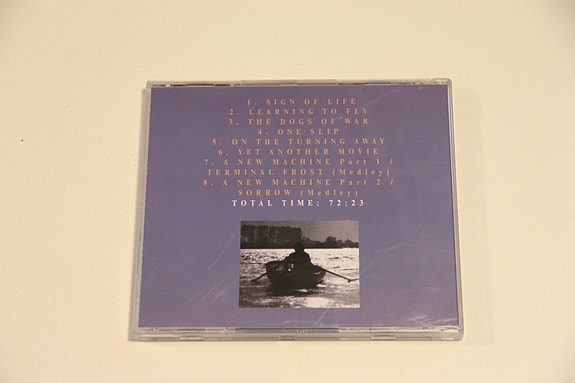 1. SIGN OF LIFE
2. LEARNING TO FLY
3. THE DOGS OF WAR
4. ONE SLIP
5. ON THE TURNING AWAY
6. YET ANOTHER MOVIE
7. A NEW MACHINE Part 1 /
TERMINAL FROST (Medley)
8. A NEW MACHINE Part 2 /
SORROW (Medley)
TOTAL TIME: 72:23